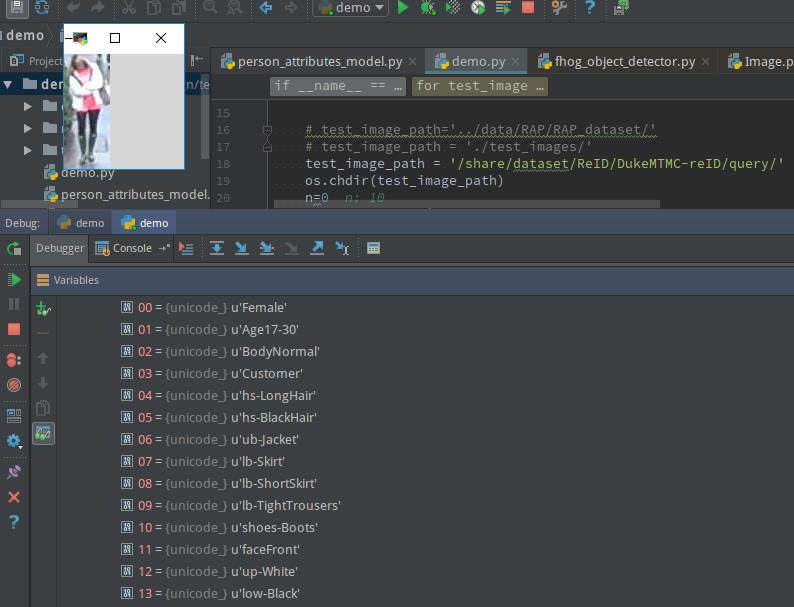 demo
demo
Project
person_attributes_model.py
demo.py
fhog_object_detector.py
Image.p
n/te
if __name__ == …
for test_image …
15
16 # test_image_path='../data/RAP/RAP_dataset/'
17 # test_image_path = './test_images/'
18 test_image_path = '/share/dataset/ReID/DukeMTMC-reID/query/'
19 os.chdir(test_image_path)
20 n=0 n: 10
demo.py
person_attributes_model.
Debug: demo demo
Debugger Console
Variables
00 = {unicode_} u'Female'
01 = {unicode_} u'Age17-30'
02 = {unicode_} u'BodyNormal'
03 = {unicode_} u'Customer'
04 = {unicode_} u'hs-LongHair'
05 = {unicode_} u'hs-BlackHair'
06 = {unicode_} u'ub-Jacket'
07 = {unicode_} u'lb-Skirt'
08 = {unicode_} u'lb-ShortSkirt'
09 = {unicode_} u'lb-TightTrousers'
10 = {unicode_} u'shoes-Boots'
11 = {unicode_} u'faceFront'
12 = {unicode_} u'up-White'
13 = {unicode_} u'low-Black'